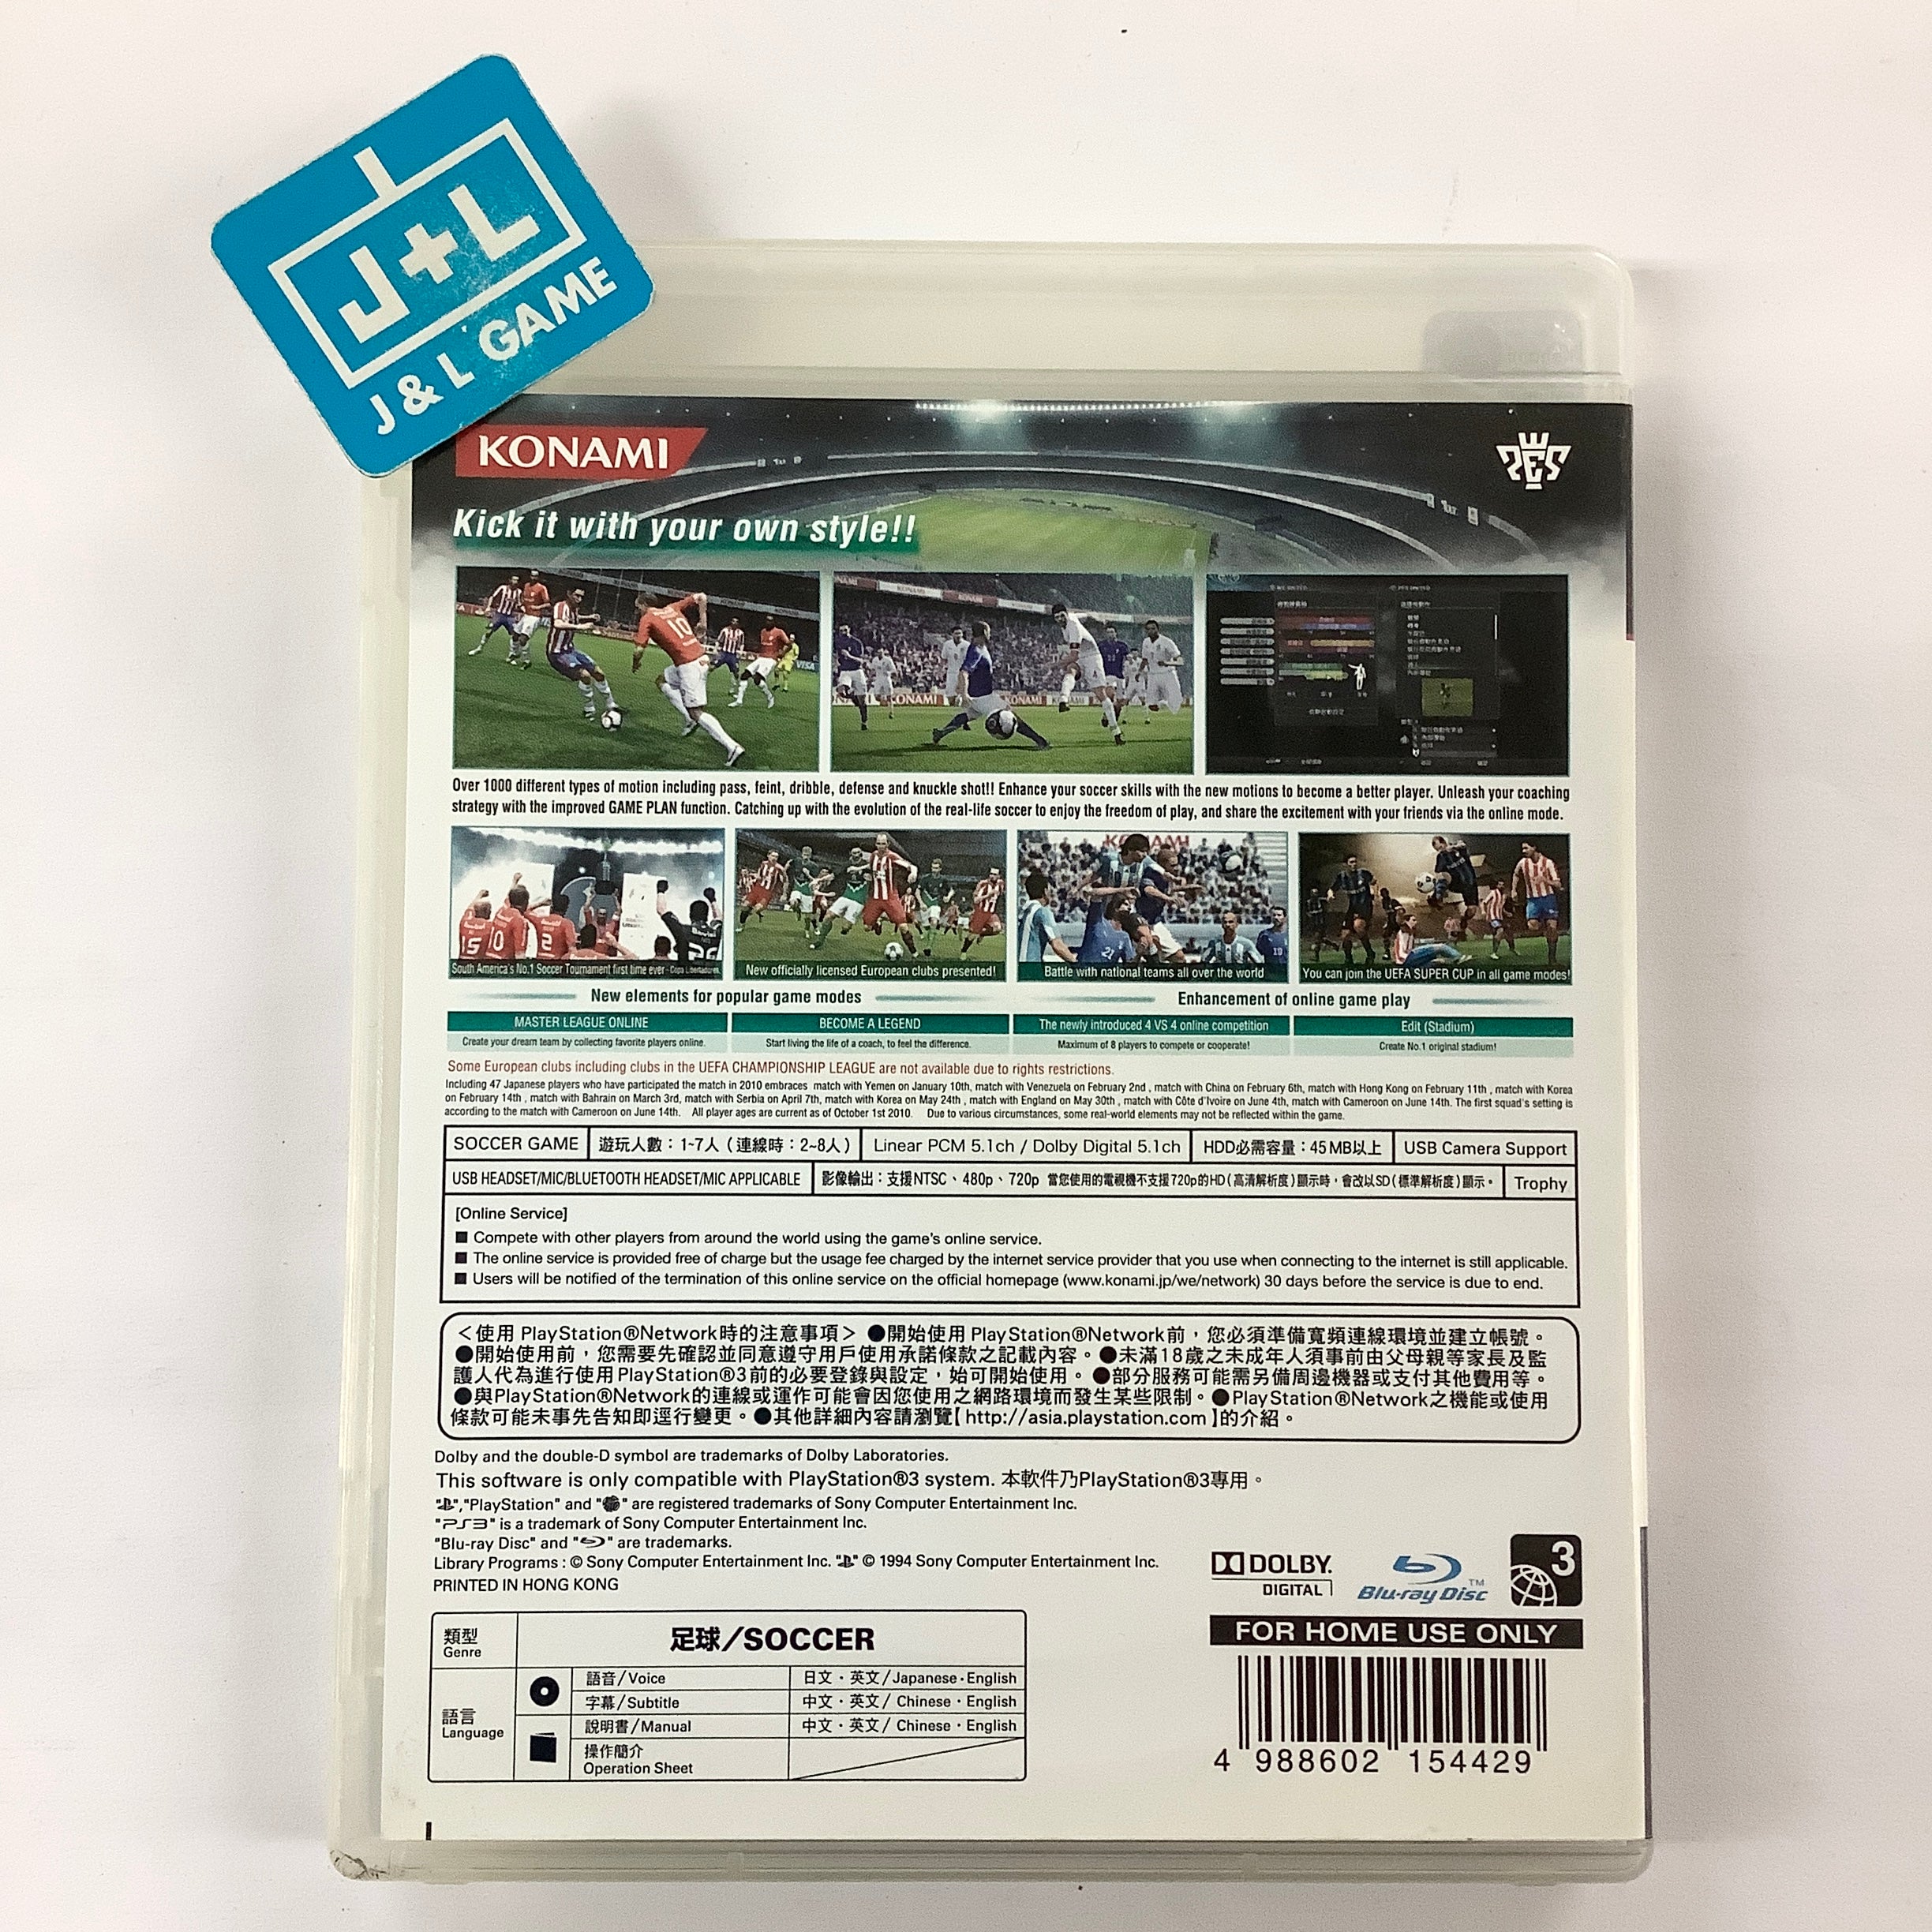 J+L
J & L GAME
KONAMI
PES
Kick it with your own style!!
Over 1000 different types of motion including pass, feint, dribble, defense and knuckle shot!! Enhance your soccer skills with the new motions to become a better player. Unleash your coaching
strategy with the improved GAME PLAN function. Catching up with the evolution of the real-life soccer to enjoy the freedom of play, and share the excitement with your friends via the online mode.
South America's No.1 Soccer Tournament first time ever - Copa Libertadores
New officially licensed European clubs presented!
Battle with national teams all over the world
You can join the UEFA SUPER CUP in all game modes!
New elements for popular game modes
Enhancement of online game play
MASTER LEAGUE ONLINE
BECOME A LEGEND
The newly introduced 4 VS 4 online competition
Edit (Stadium)
Create your dream team by collecting favorite players online.
Start living the life of a coach, to feel the difference.
Maximum of 8 players to compete or cooperate!
Create No.1 original stadium!
Some European clubs including clubs in the UEFA CHAMPIONSHIP LEAGUE are not available due to rights restrictions.
Including 47 Japanese players who have participated the match in 2010 embraces match with Yemen on January 10th, match with Venezuela on February 2nd , match with China on February 6th, match with Hong Kong on February 11th , match with Korea
on February 14th , match with Bahrain on March 3rd, match with Serbia on April 7th, match with Korea on May 24th , match with England on May 30th , match with Côte d'Ivoire on June 4th, match with Cameroon on June 14th. The first squad's setting is
according to the match with Cameroon on June 14th. All player ages are current as of October 1st 2010. Due to various circumstances, some real-world elements may not be reflected within the game.
SOCCER GAME 遊玩人數：1~7人（連線時：2~8人） Linear PCM 5.1ch / Dolby Digital 5.1ch HDD必需容量：45MB以上 USB Camera Support
USB HEADSET/MIC/BLUETOOTH HEADSET/MIC APPLICABLE 影像輸出：支援NTSC、480p、720p 當您使用的電視機不支援720p的HD（高清解析度）顯示時，會改以SD（標準解析度）顯示。 Trophy
[Online Service]
■ Compete with other players from around the world using the game's online service.
■ The online service is provided free of charge but the usage fee charged by the internet service provider that you use when connecting to the internet is still applicable.
■ Users will be notified of the termination of this online service on the official homepage (www.konami.jp/we/network) 30 days before the service is due to end.
＜使用 PlayStation®Network時的注意事項＞ ●開始使用 PlayStation®Network前，您必須準備寬頻連線環境並建立帳號。
●開始使用前，您需要先確認並同意遵守用戶使用承諾條款之記載內容。●未滿18歲之未成年人須事前由父母親等家長及監
護人代為進行使用PlayStation®3前的必要登錄與設定，始可開始使用。●部分服務可能需另備周邊機器或支付其他費用等。
●與PlayStation®Network的連線或運作可能會因您使用之網路環境而發生某些限制。●PlayStation®Network之機能或使用
條款可能未事先告知即逕行變更。●其他詳細內容請瀏覽【 http://asia.playstation.com 】的介紹。
Dolby and the double-D symbol are trademarks of Dolby Laboratories.
This software is only compatible with PlayStation®3 system. 本軟件乃PlayStation®3專用。
"PS","PlayStation" and " " are registered trademarks of Sony Computer Entertainment Inc.
"PS3" is a trademark of Sony Computer Entertainment Inc.
"Blu-ray Disc" and " " are trademarks.
Library Programs : © Sony Computer Entertainment Inc. "PS" © 1994 Sony Computer Entertainment Inc.
PRINTED IN HONG KONG
DOLBY
DIGITAL
Blu-ray Disc™
3
FOR HOME USE ONLY
4 988602 154429
類型
Genre
足球／SOCCER
語言
Language
語音/Voice 日文・英文/Japanese・English
字幕/Subtitle 中文・英文/ Chinese・English
說明書/Manual 中文・英文/ Chinese・English
操作簡介
Operation Sheet